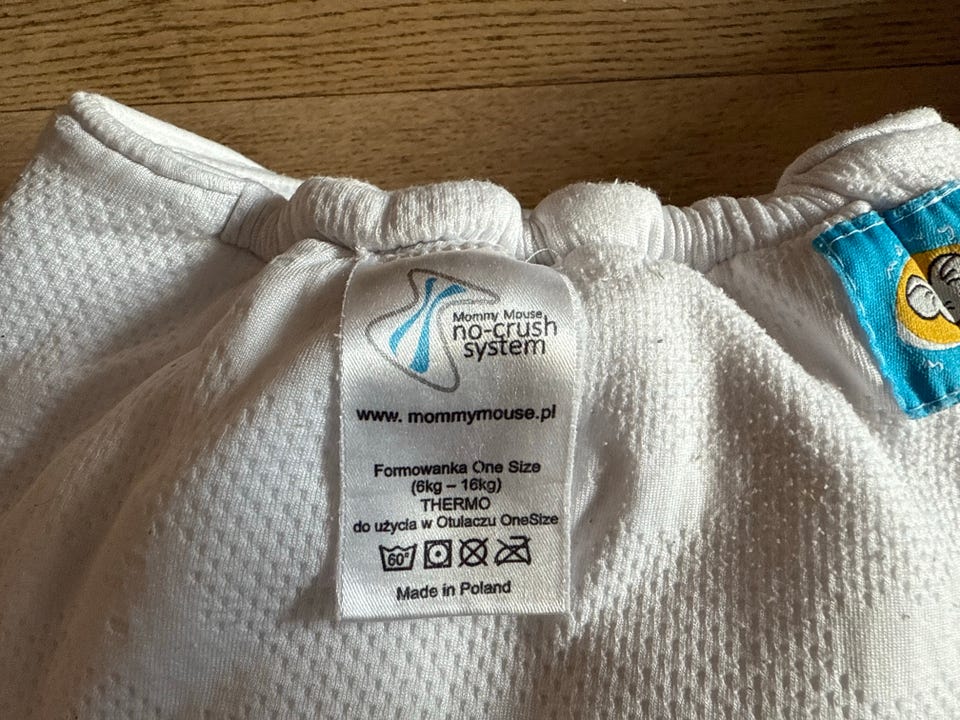 Mommy Mouse
no-crush
system
www. mommymouse.pl
Formowanka One Size
(6kg – 16kg)
THERMO
do użycia w Otulaczu OneSize
60°
Made in Poland